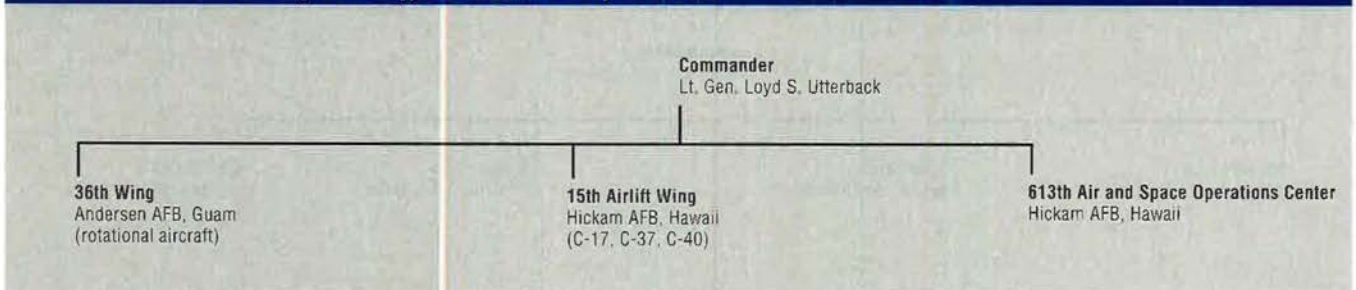 Commander
Lt. Gen. Loyd S. Utterback
36th Wing
Andersen AFB, Guam
(rotational aircraft)
15th Airlift Wing
Hickam AFB, Hawaii
(C-17, C-37, C-40)
613th Air and Space Operations Center
Hickam AFB, Hawaii